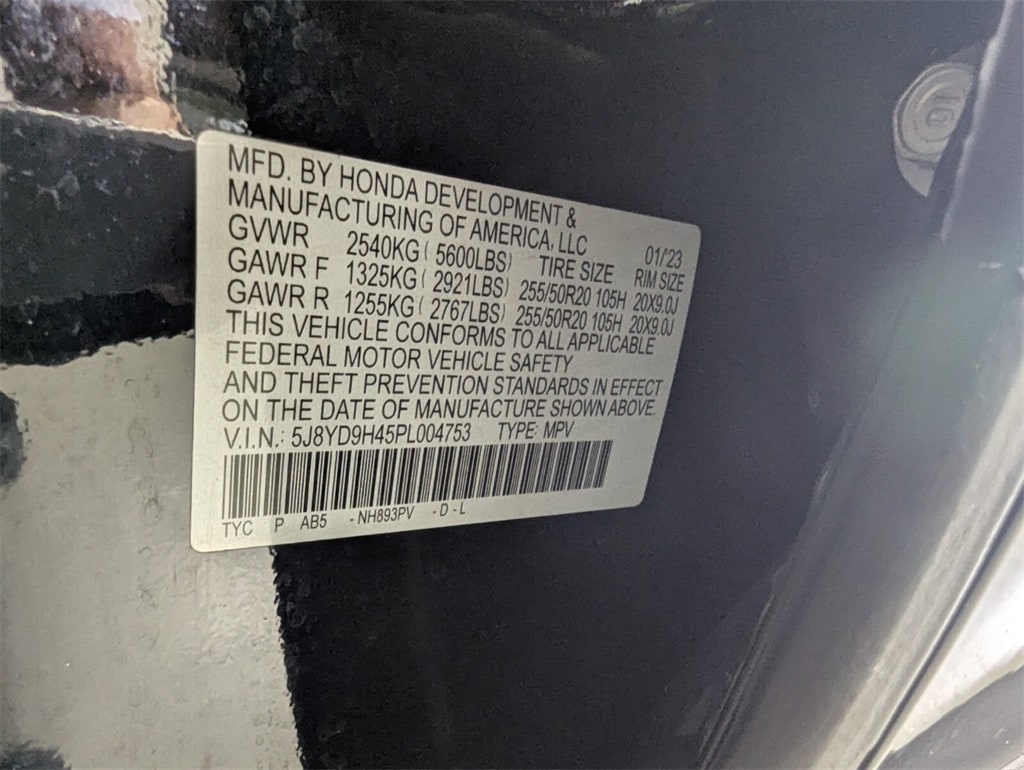 MFD. BY HONDA DEVELOPMENT &
MANUFACTURING OF AMERICA, LLC 01/'23
GVWR 2540KG ( 5600LBS) TIRE SIZE RIM SIZE
GAWR F 1325KG ( 2921LBS) 255/50R20 105H 20X9.0J
GAWR R 1255KG ( 2767LBS) 255/50R20 105H 20X9.0J
THIS VEHICLE CONFORMS TO ALL APPLICABLE
FEDERAL MOTOR VEHICLE SAFETY
AND THEFT PREVENTION STANDARDS IN EFFECT
ON THE DATE OF MANUFACTURE SHOWN ABOVE.
V.I.N.: 5J8YD9H45PL004753 TYPE: MPV
TYC P AB5 - NH893PV - D - L